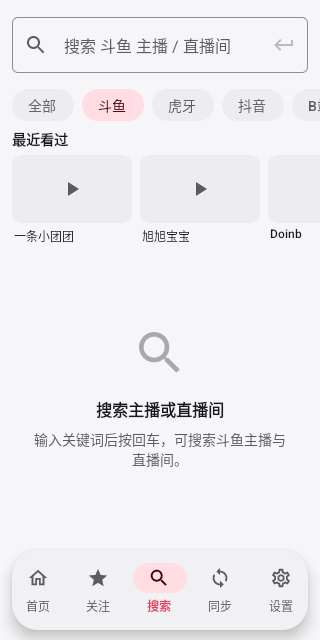 搜索 斗鱼 主播 / 直播间
全部 斗鱼 虎牙 抖音
最近看过
一条小团团 旭旭宝宝 Doinb
搜索主播或直播间
输入关键词后按回车，可搜索斗鱼主播与
直播间。
首页 关注 搜索 同步 设置